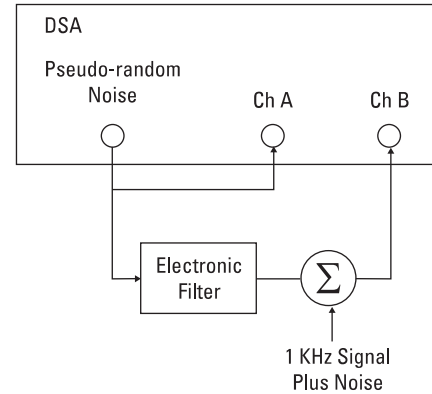 DSA
Pseudo-random
Noise
Ch A
Ch B
Electronic
Filter
Σ
1 KHz Signal
Plus Noise